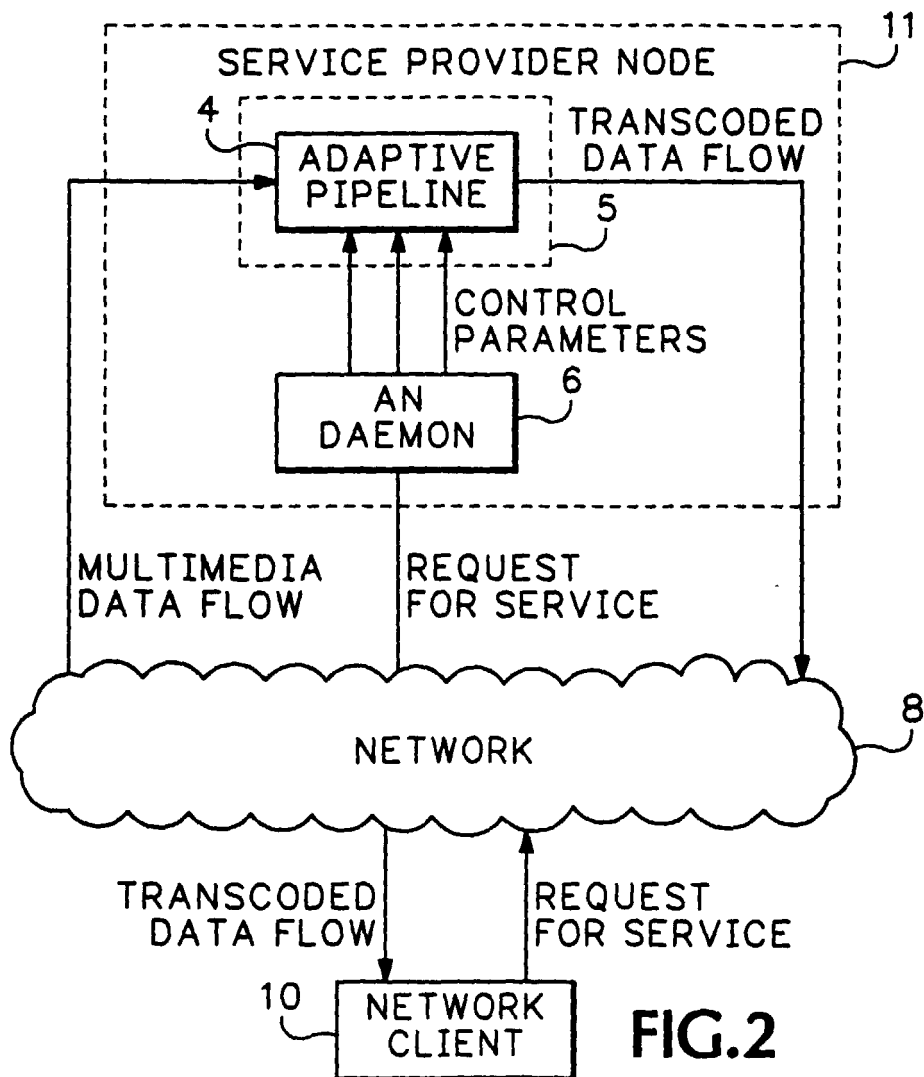 11
SERVICE PROVIDER NODE
4
ADAPTIVE
PIPELINE
TRANSCODED
DATA FLOW
5
CONTROL
PARAMETERS
6
AN
DAEMON
MULTIMEDIA
DATA FLOW
REQUEST
FOR SERVICE
8
NETWORK
TRANSCODED
DATA FLOW
REQUEST
FOR SERVICE
10
NETWORK
CLIENT
FIG.2